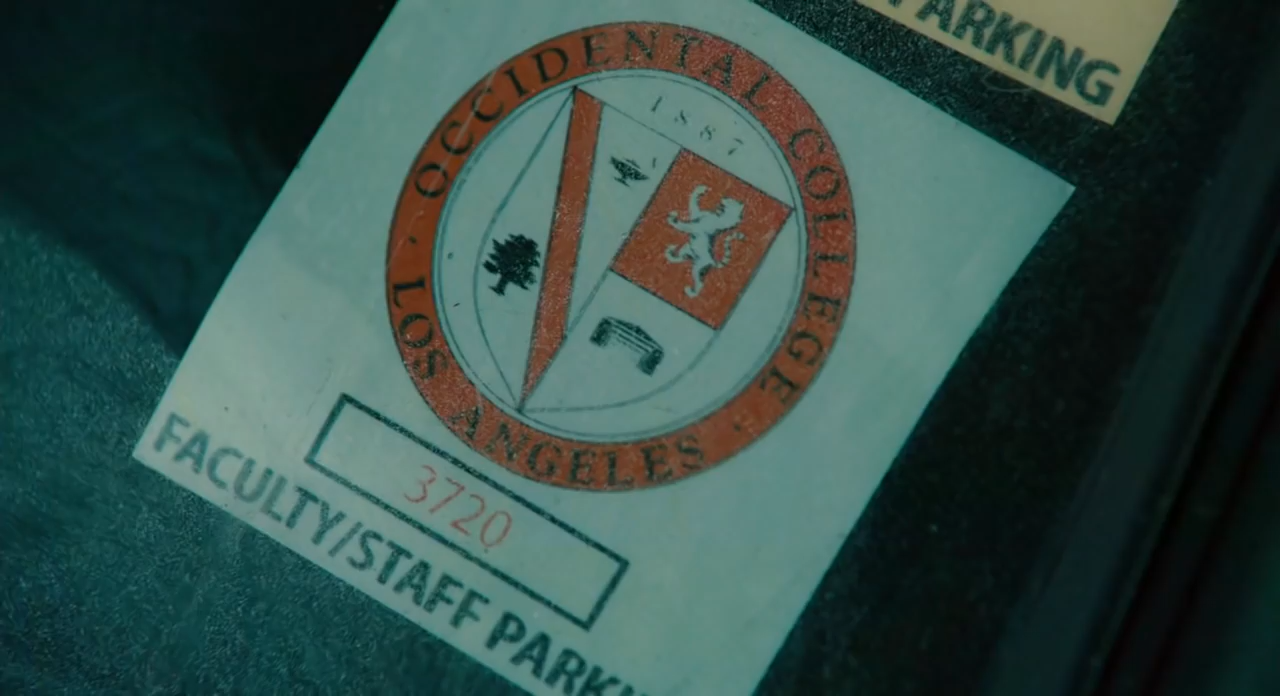 PARKING
· OCCIDENTAL COLLEGE ·
LOS ANGELES
1887
3720
FACULTY/STAFF PARKI